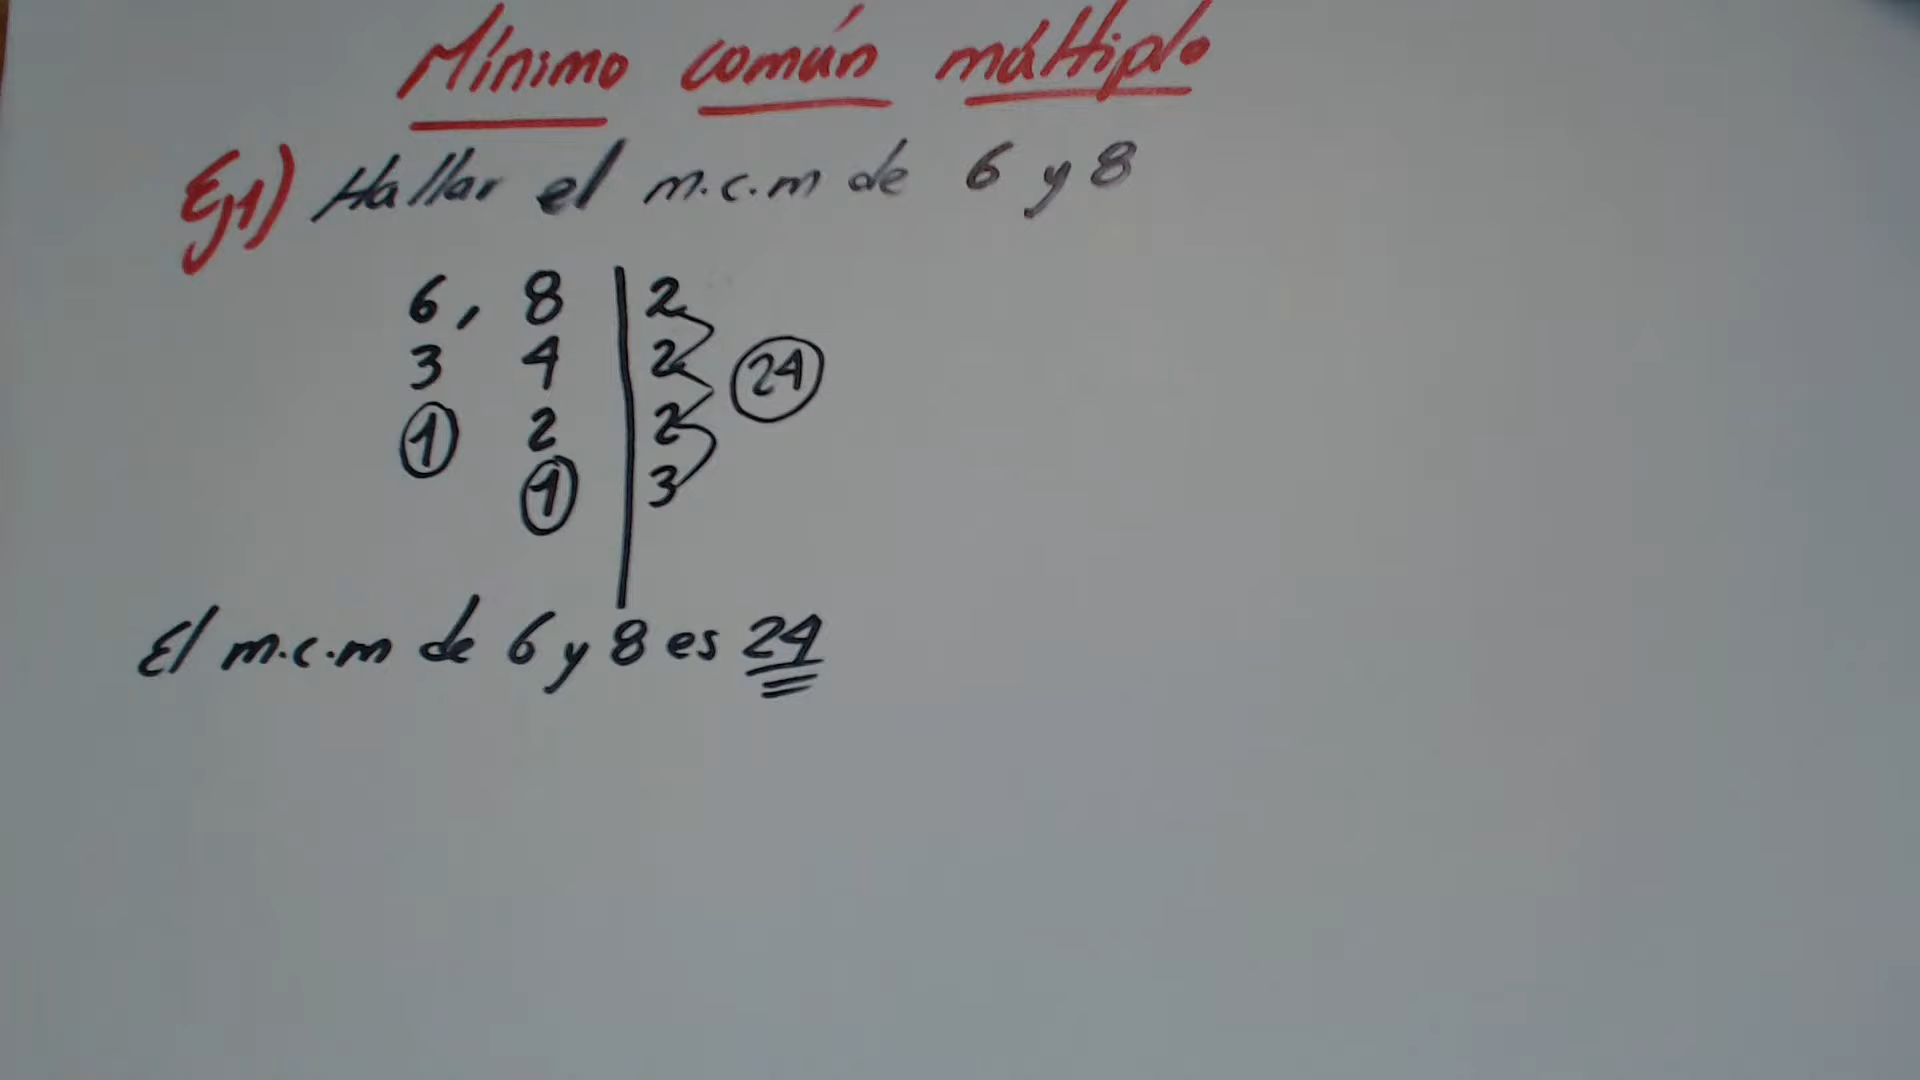 Mínimo común múltiplo
Ej1) Hallar el m.c.m de 6 y 8
6, 8 | 2
3 4 | 2 24
1 2 | 2
1 | 3
El m.c.m de 6 y 8 es 24